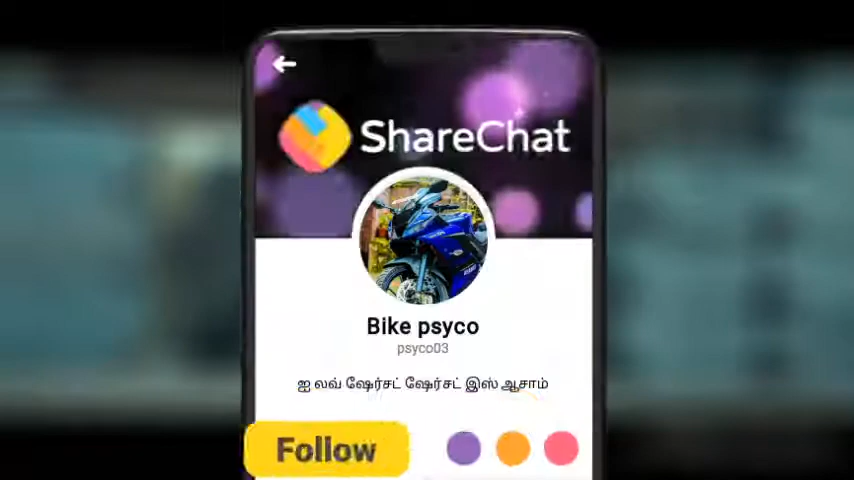 ShareChat
Bike psyco
psyco03
ஐ லவ் ஷேர்சட் ஷேர்சட் இஸ் ஆசாம்
Follow